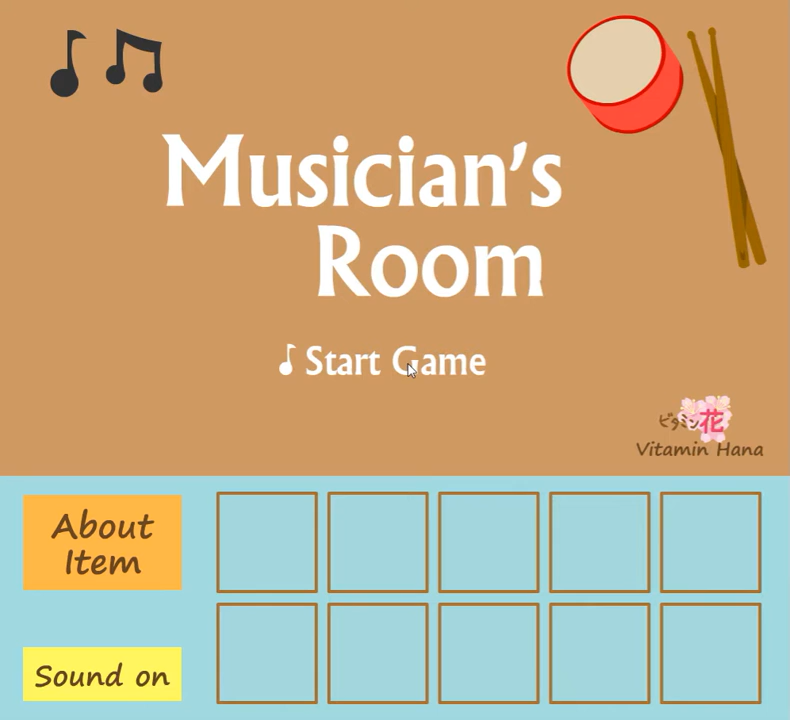 Musician's
Room
Start Game
ビタミン花
Vitamin Hana
About
Item
Sound on